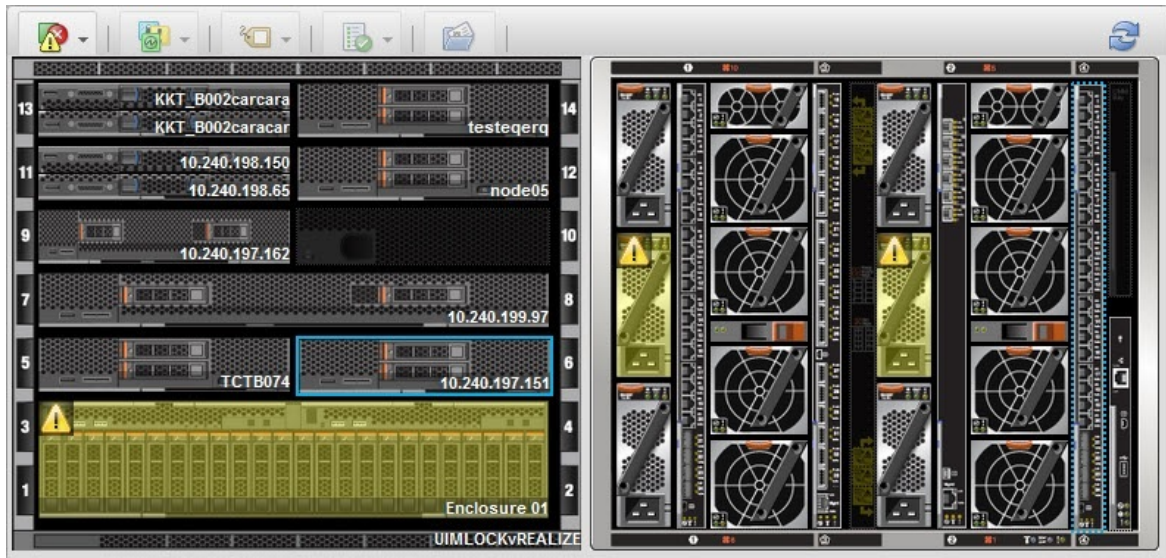 13
KKT_B002carcara
KKT_B002caracar
testeqerq
14
11
10.240.198.150
10.240.198.65
node05
12
9
10.240.197.162
10
7
10.240.199.97
8
5
TCTB074
10.240.197.151
6
3
4
1
Enclosure 01
2
UIMLOCKvREALIZE